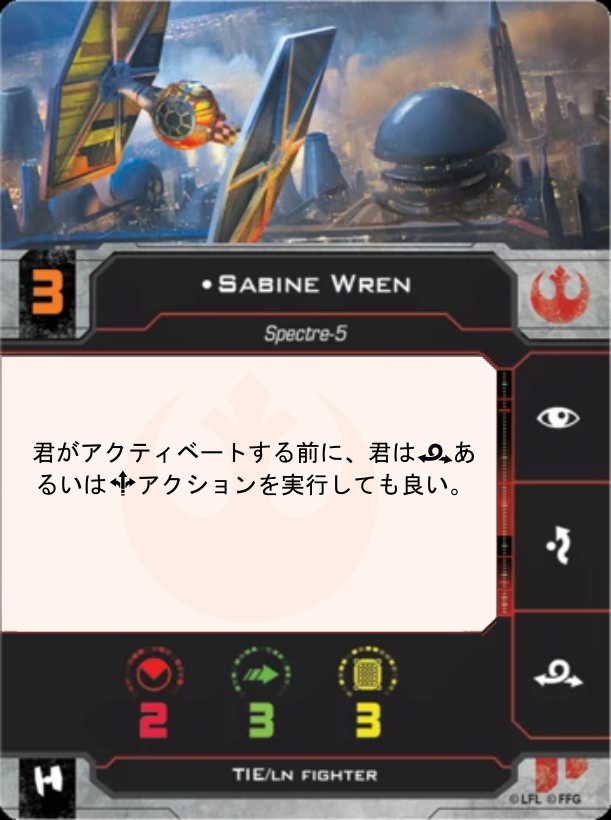 3
•Sabine Wren
Spectre-5
君がアクティベートする前に、君はあ
るいはアクションを実行しても良い。
2 3 3
TIE/LN FIGHTER
©LFL ©FFG